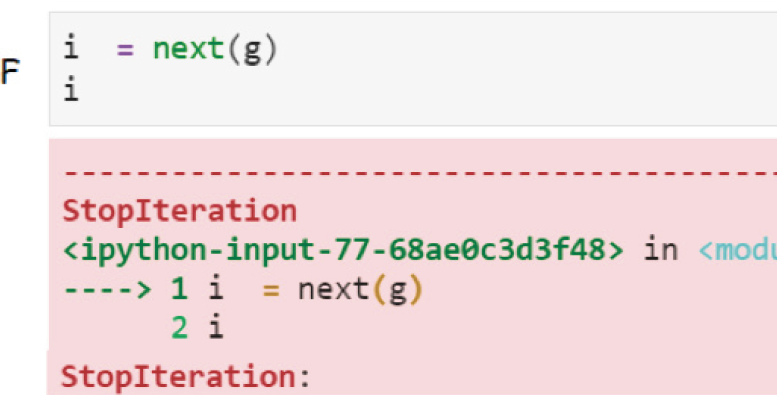 i  = next(g)
F
i
---------------------------------------------
StopIteration
<ipython-input-77-68ae0c3d3f48> in <modu
----> 1 i  = next(g)
      2 i
StopIteration: